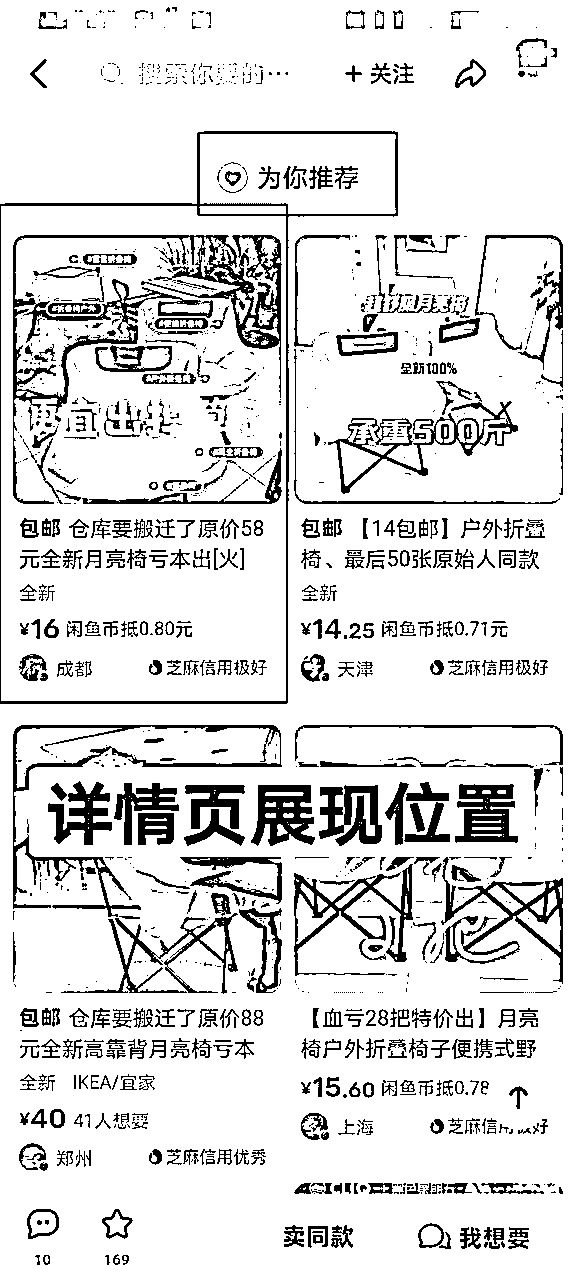 搜索你要的…
+ 关注
为你推荐
便宜出
全新100%
承重500斤
包邮 仓库要搬迁了原价58
元全新月亮椅亏本出[火]
全新
¥16 闲鱼币抵0.80元
成都
芝麻信用极好
包邮 【14包邮】户外折叠
椅、最后50张原始人同款
全新
¥14.25 闲鱼币抵0.71元
天津
芝麻信用极好
详情页展现位置
包邮 仓库要搬迁了原价88
元全新高靠背月亮椅亏本
全新 IKEA/宜家
¥40 41人想要
郑州
芝麻信用优秀
【血亏28把特价出】月亮
椅户外折叠椅子便携式野
¥15.60 闲鱼币抵0.78
上海
芝麻信用极好
10
169
卖同款
我想要